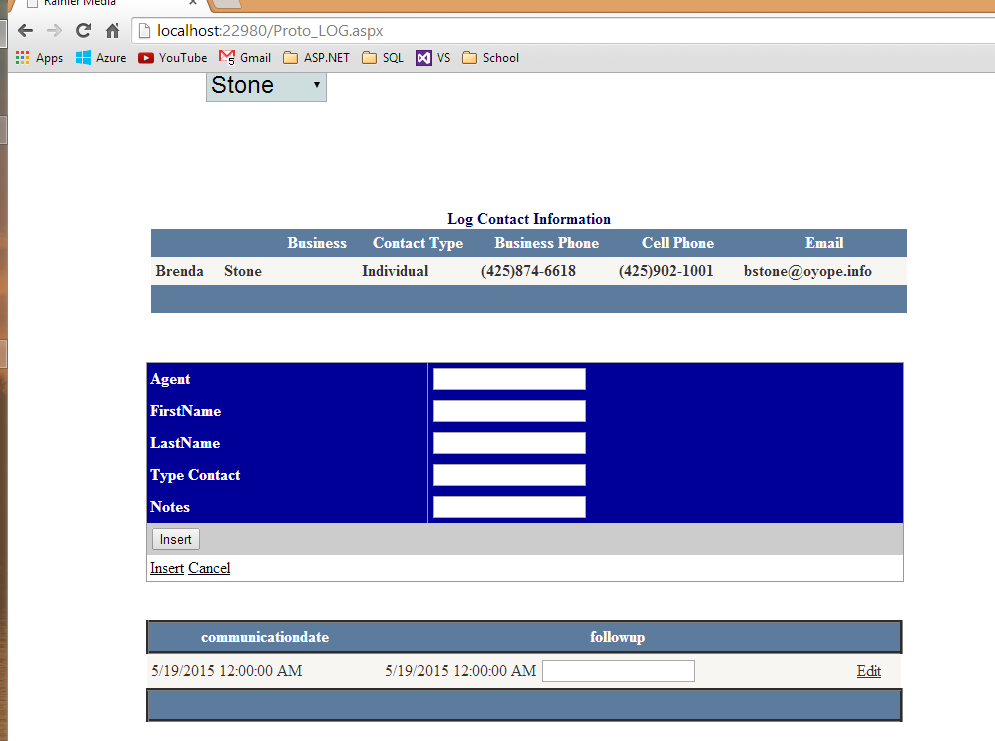 Rainier Media x
localhost:22980/Proto_LOG.aspx
Apps Azure YouTube 5 Gmail ASP.NET SQL VS School
Stone
Log Contact Information
Business Contact Type Business Phone Cell Phone Email
Brenda Stone Individual (425)874-6618 (425)902-1001 bstone@oyope.info
Agent
FirstName
LastName
Type Contact
Notes
Insert
Insert Cancel
communicationdate followup
5/19/2015 12:00:00 AM 5/19/2015 12:00:00 AM Edit